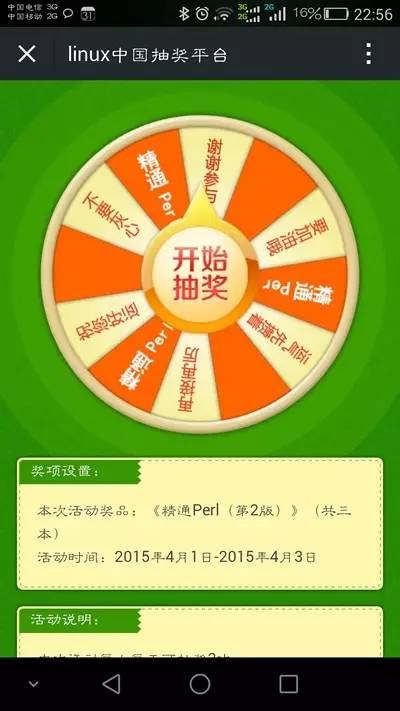 中国电信 3G
中国移动 2G
31
3G
2G
2G
16%
22:56
linux中国抽奖平台
谢谢参与
要加油哦
精通 Per
运气先攒着
再接再厉
精通 Per
祝您好运
不要灰心
精通 Per
开始
抽奖
奖项设置：
本次活动奖品：《精通Perl（第2版）》（共三
本）
活动时间：2015年4月1日-2015年4月3日
活动说明：